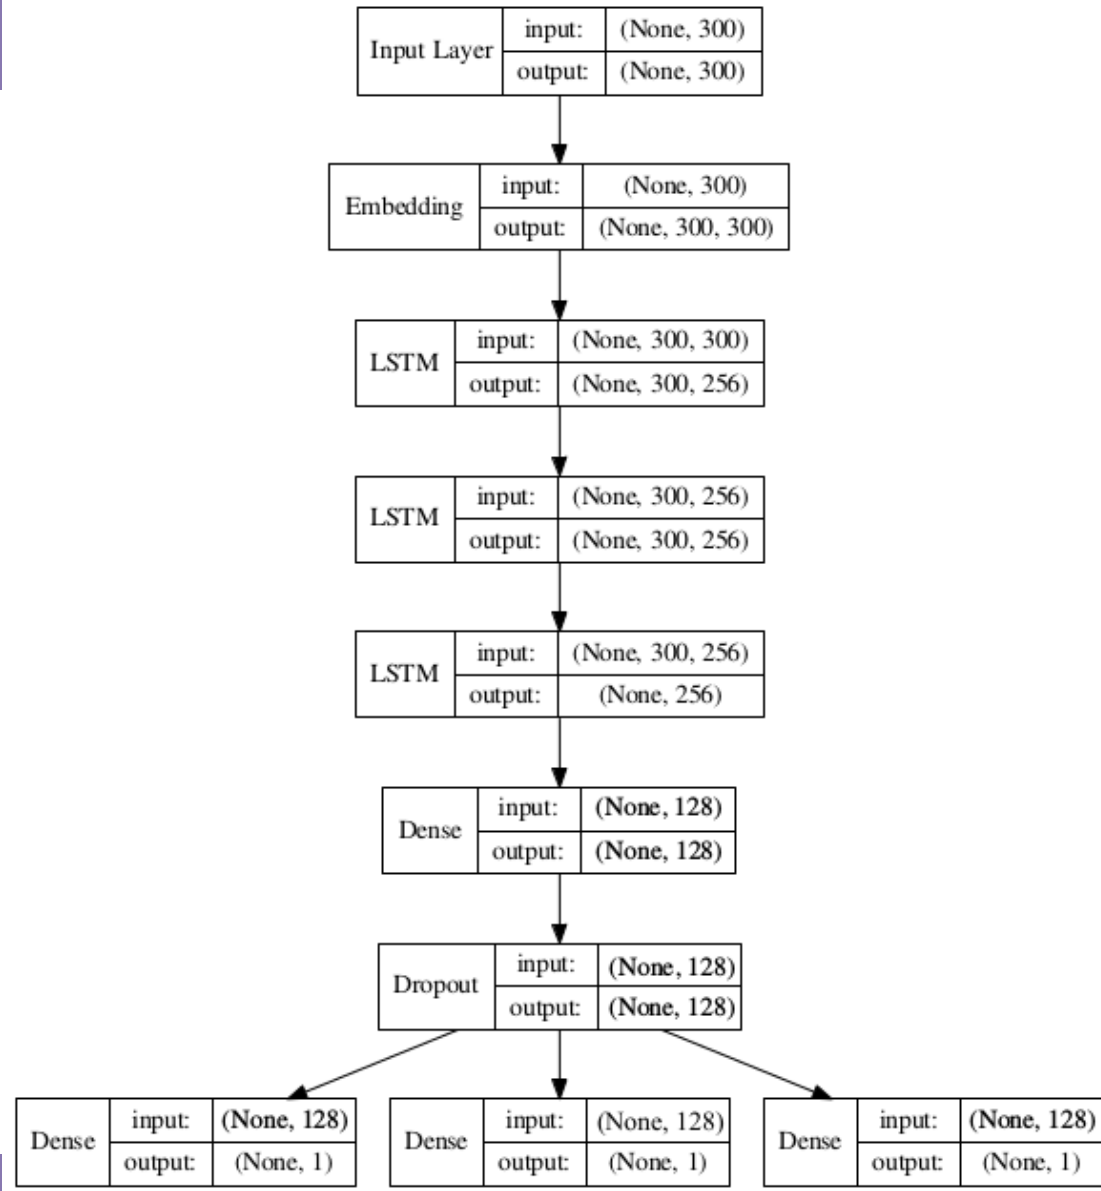 Input Layer
input: (None, 300)
output: (None, 300)
Embedding
input: (None, 300)
output: (None, 300, 300)
LSTM
input: (None, 300, 300)
output: (None, 300, 256)
LSTM
input: (None, 300, 256)
output: (None, 300, 256)
LSTM
input: (None, 300, 256)
output: (None, 256)
Dense
input: (None, 128)
output: (None, 128)
Dropout
input: (None, 128)
output: (None, 128)
Dense
input: (None, 128)
output: (None, 1)
Dense
input: (None, 128)
output: (None, 1)
Dense
input: (None, 128)
output: (None, 1)